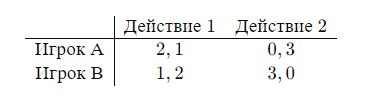 Действие 1 Действие 2
Игрок A 2, 1 0, 3
Игрок B 1, 2 3, 0